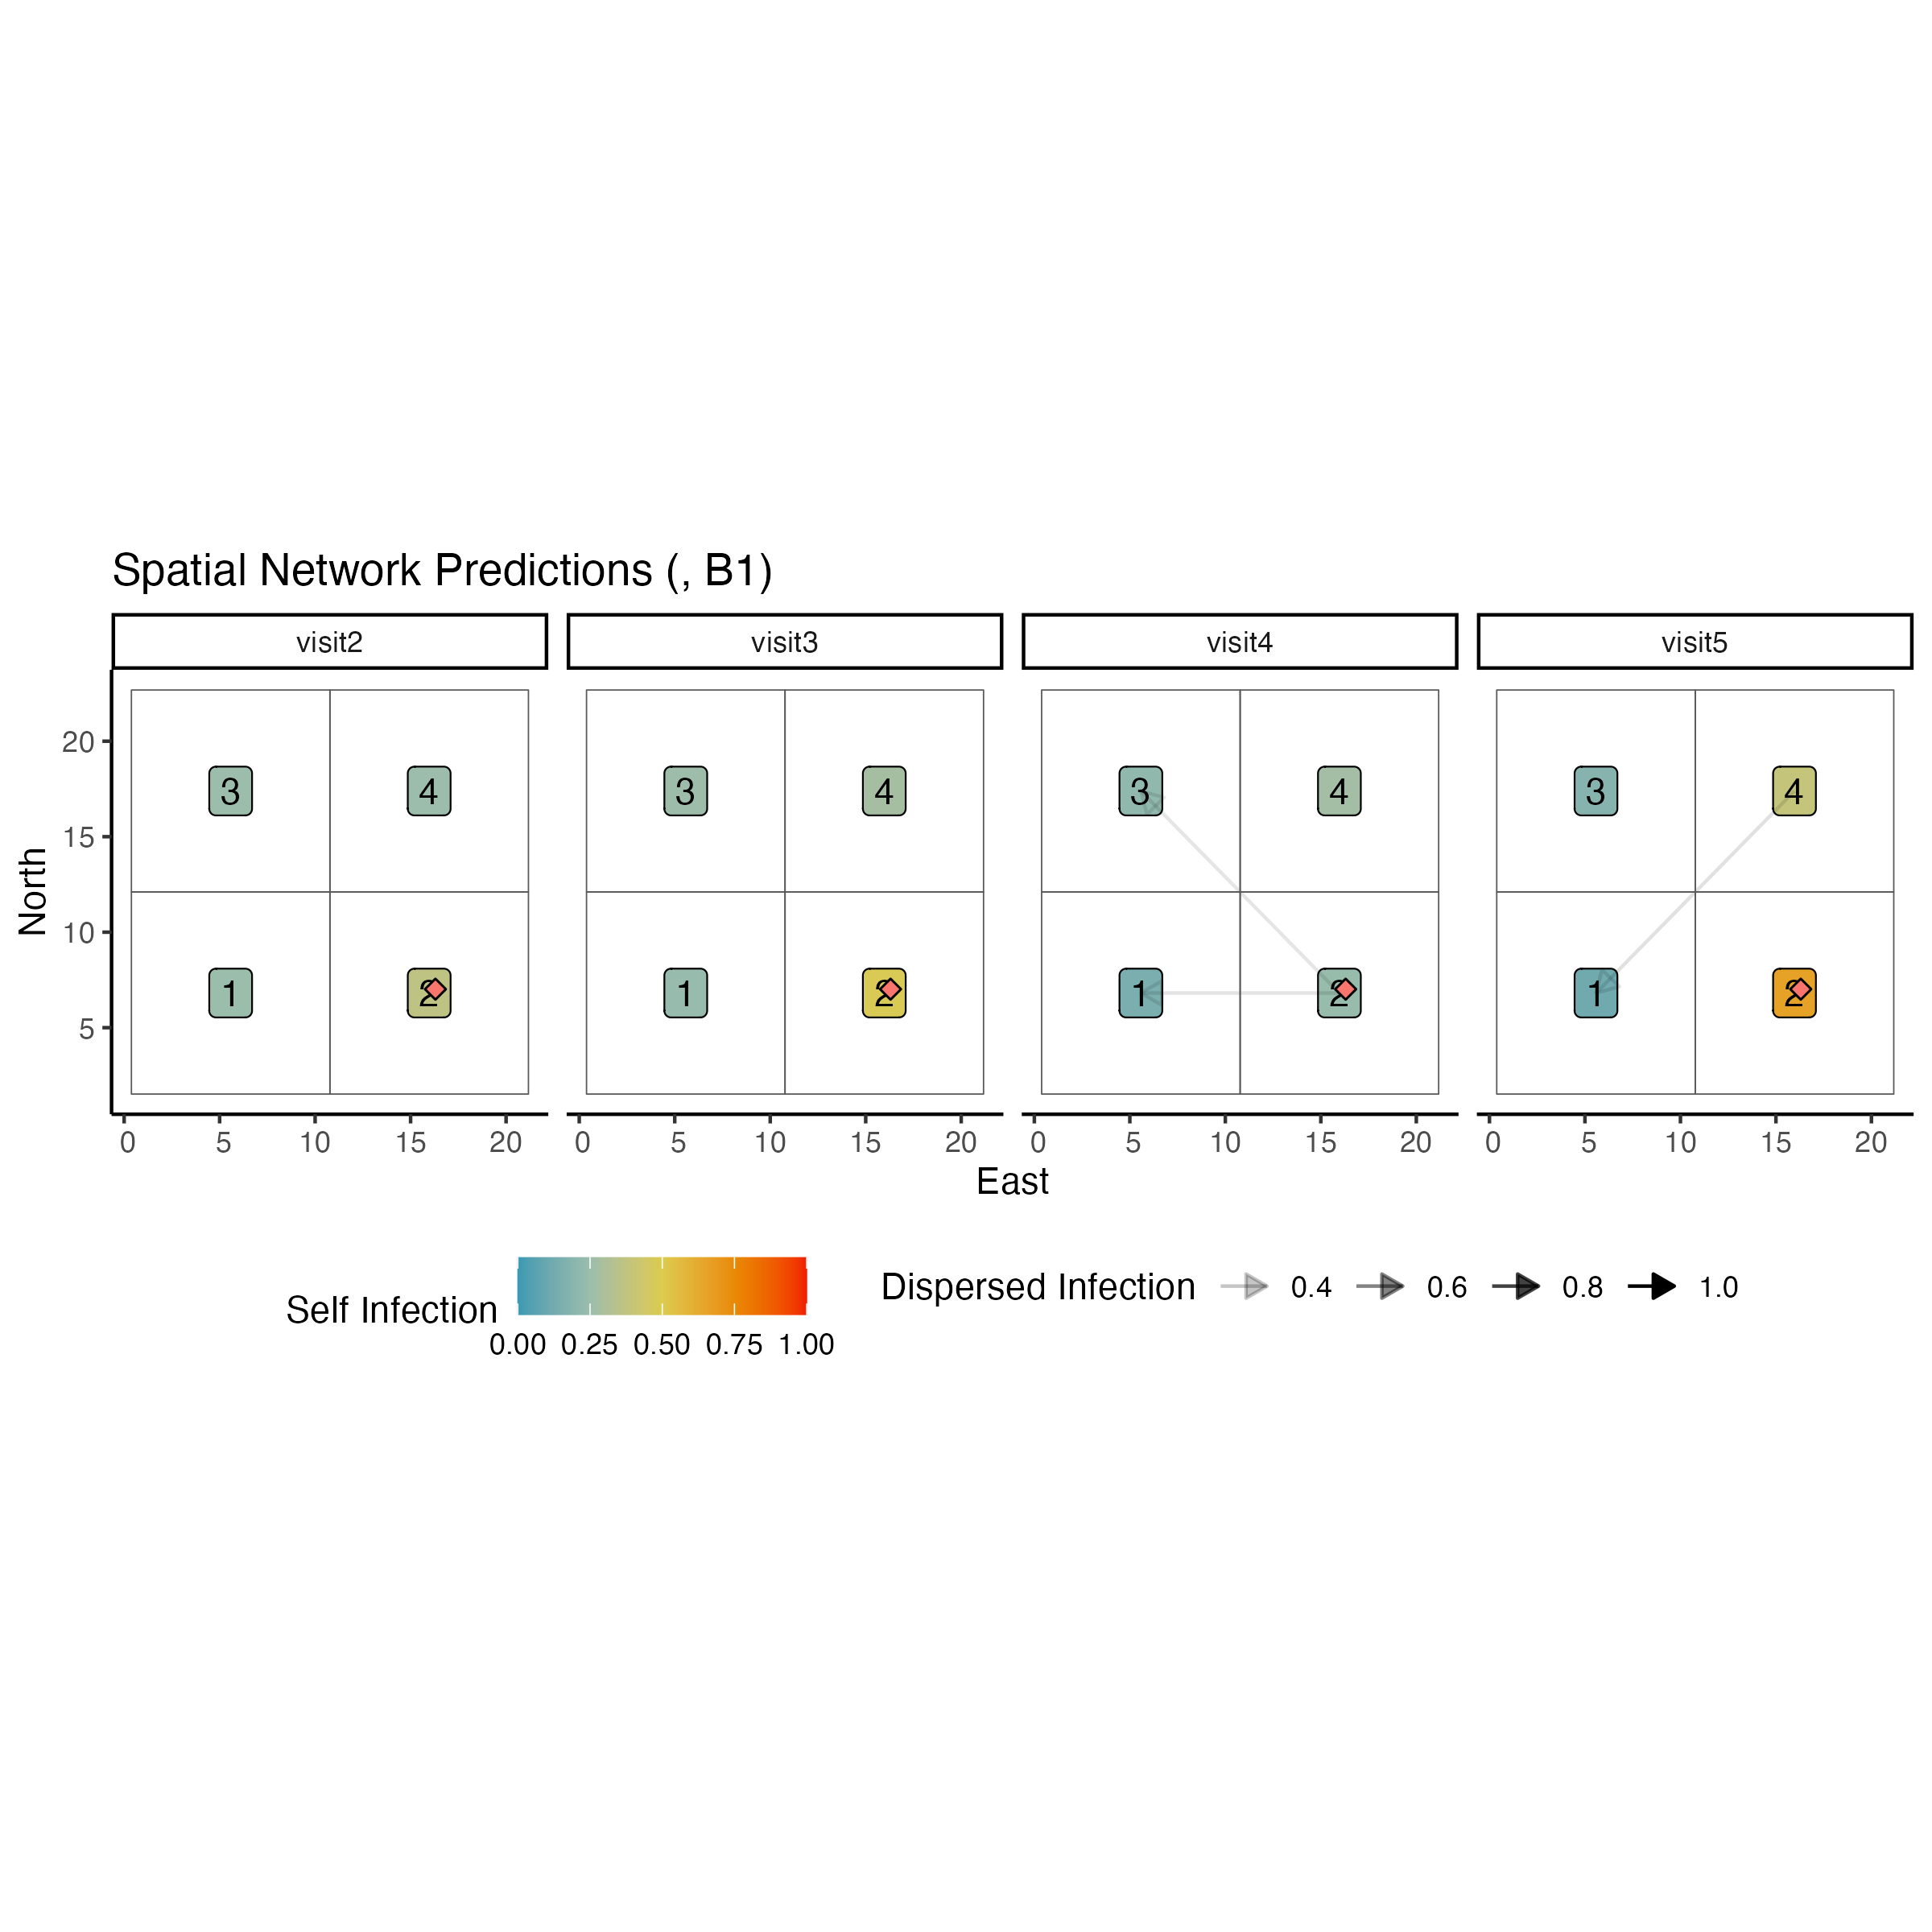 Spatial Network Predictions (, B1)
visit2 visit3 visit4 visit5
North
20
15
10
5
3 4 3 4 3 4 3 4
1 2 1 2 1 2 1 2
0 5 10 15 20 0 5 10 15 20 0 5 10 15 20 0 5 10 15 20
East
Self Infection
0.00 0.25 0.50 0.75 1.00
Dispersed Infection 0.4 0.6 0.8 1.0